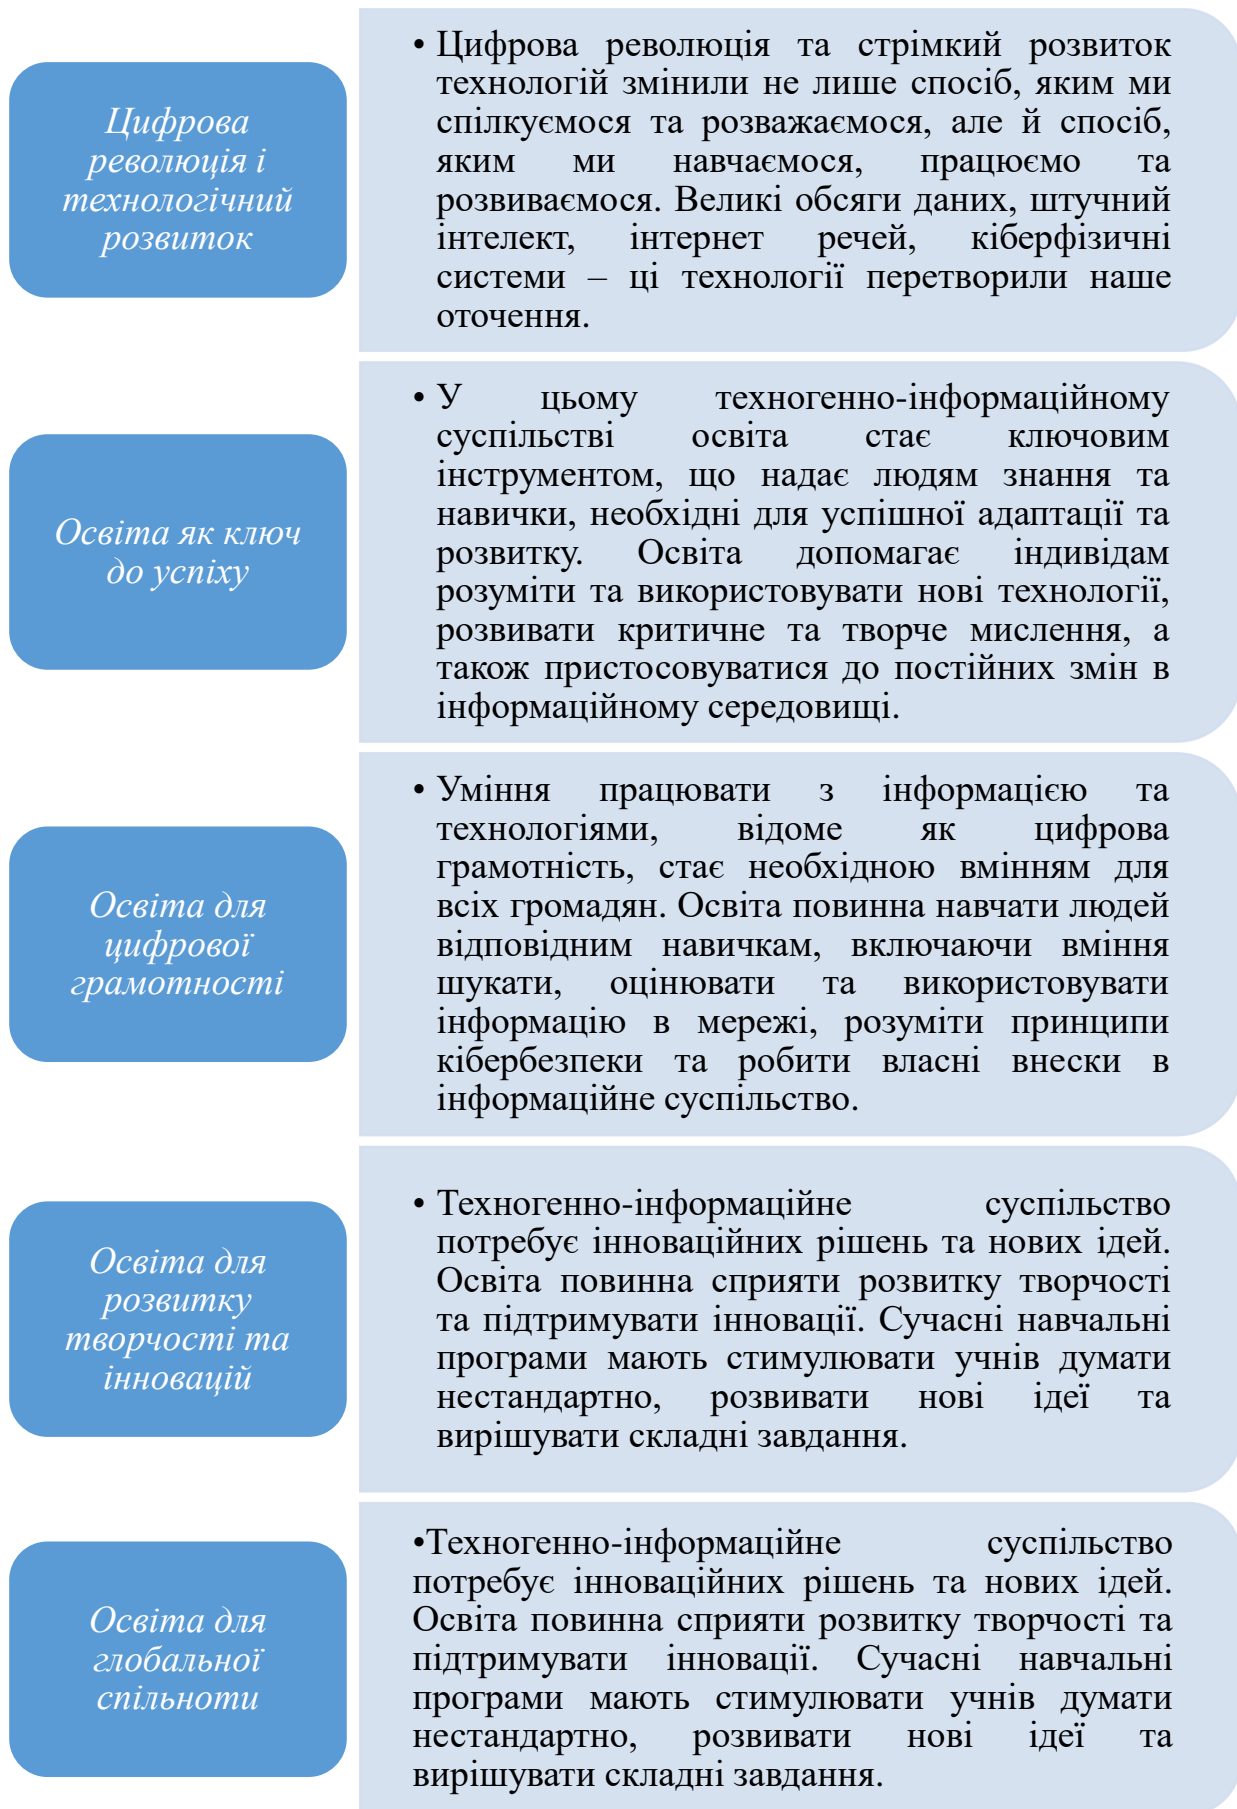 Цифрова
революція і
технологічний
розвиток
• Цифрова революція та стрімкий розвиток
технологій змінили не лише спосіб, яким ми
спілкуємося та розважаємося, але й спосіб,
яким ми навчаємося, працюємо та
розвиваємося. Великі обсяги даних, штучний
інтелект, інтернет речей, кіберфізичні
системи – ці технології перетворили наше
оточення.
Освіта як ключ
до успіху
• У цьому техногенно-інформаційному
суспільстві освіта стає ключовим
інструментом, що надає людям знання та
навички, необхідні для успішної адаптації та
розвитку. Освіта допомагає індивідам
розуміти та використовувати нові технології,
розвивати критичне та творче мислення, а
також пристосовуватися до постійних змін в
інформаційному середовищі.
Освіта для
цифрової
грамотності
• Уміння працювати з інформацією та
технологіями, відоме як цифрова
грамотність, стає необхідною вмінням для
всіх громадян. Освіта повинна навчати людей
відповідним навичкам, включаючи вміння
шукати, оцінювати та використовувати
інформацію в мережі, розуміти принципи
кібербезпеки та робити власні внески в
інформаційне суспільство.
Освіта для
розвитку
творчості та
інновацій
• Техногенно-інформаційне суспільство
потребує інноваційних рішень та нових ідей.
Освіта повинна сприяти розвитку творчості
та підтримувати інновації. Сучасні навчальні
програми мають стимулювати учнів думати
нестандартно, розвивати нові ідеї та
вирішувати складні завдання.
Освіта для
глобальної
спільноти
•Техногенно-інформаційне суспільство
потребує інноваційних рішень та нових ідей.
Освіта повинна сприяти розвитку творчості та
підтримувати інновації. Сучасні навчальні
програми мають стимулювати учнів думати
нестандартно, розвивати нові ідеї та
вирішувати складні завдання.